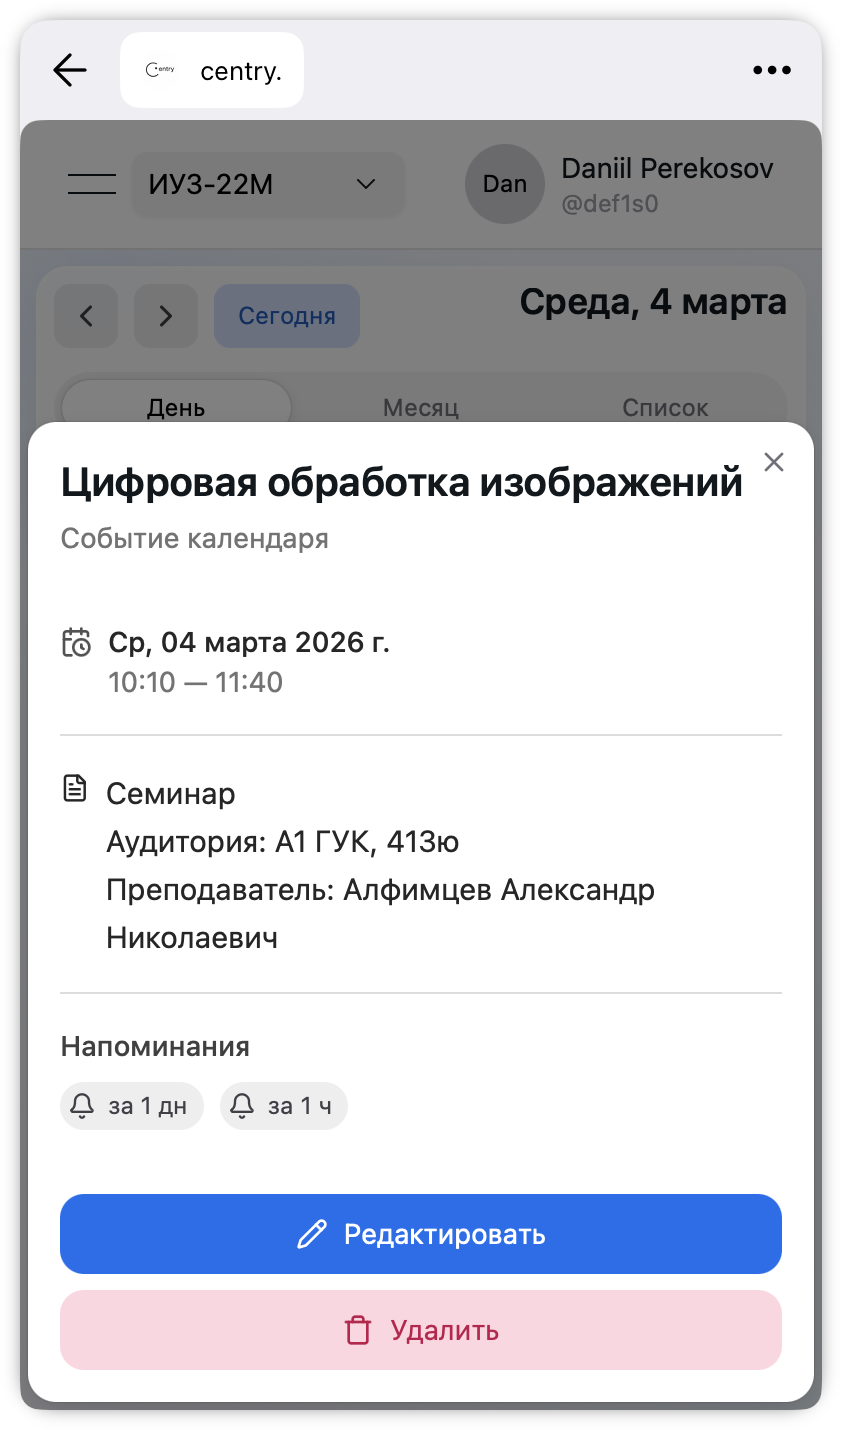 Centry centry.
ИУ3-22М
Dan
Daniil Perekosov
@def1s0
Сегодня
Среда, 4 марта
День Месяц Список
Цифровая обработка изображений
Событие календаря
Ср, 04 марта 2026 г.
10:10 — 11:40
Семинар
Аудитория: А1 ГУК, 413ю
Преподаватель: Алфимцев Александр
Николаевич
Напоминания
за 1 дн за 1 ч
Редактировать
Удалить